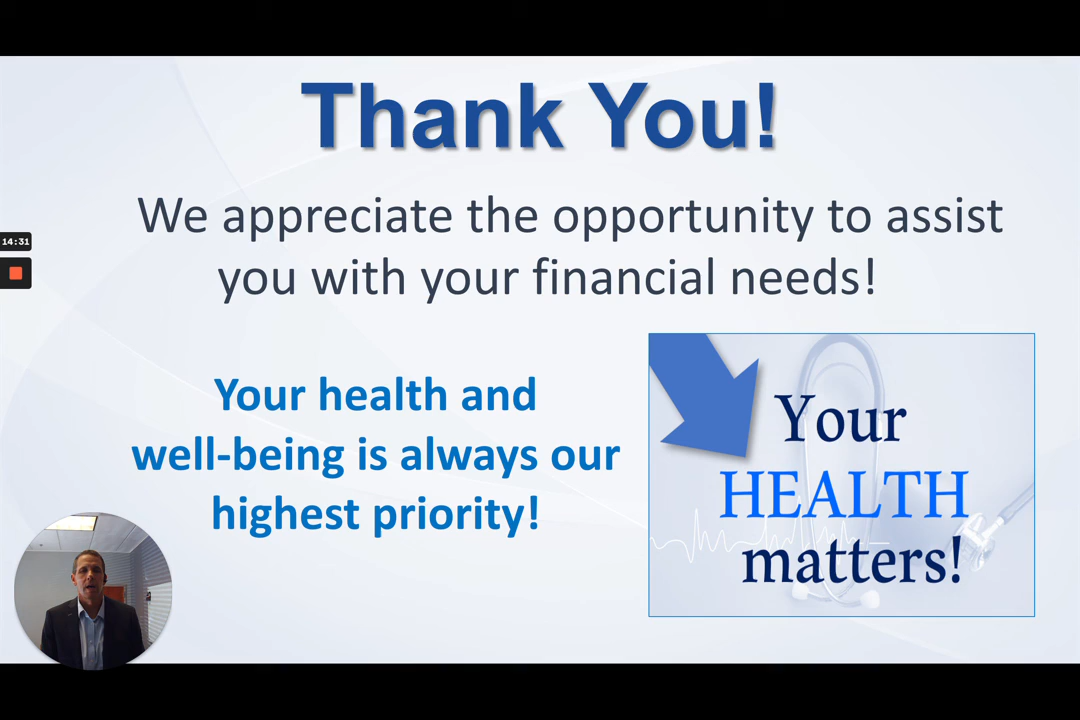 Thank You!
We appreciate the opportunity to assist
you with your financial needs!
14:31
Your health and
well-being is always our
highest priority!
Your
HEALTH
matters!